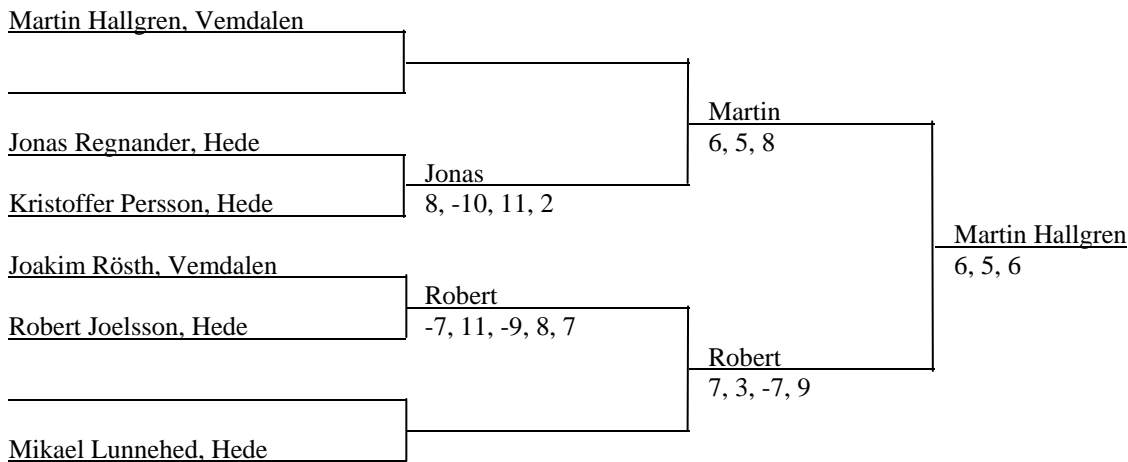 Martin Hallgren, Vemdalen
Martin
Jonas Regnander, Hede
6, 5, 8
Jonas
Kristoffer Persson, Hede
8, -10, 11, 2
Martin Hallgren
Joakim Rösth, Vemdalen
6, 5, 6
Robert
Robert Joelsson, Hede
-7, 11, -9, 8, 7
Robert
7, 3, -7, 9
Mikael Lunnehed, Hede